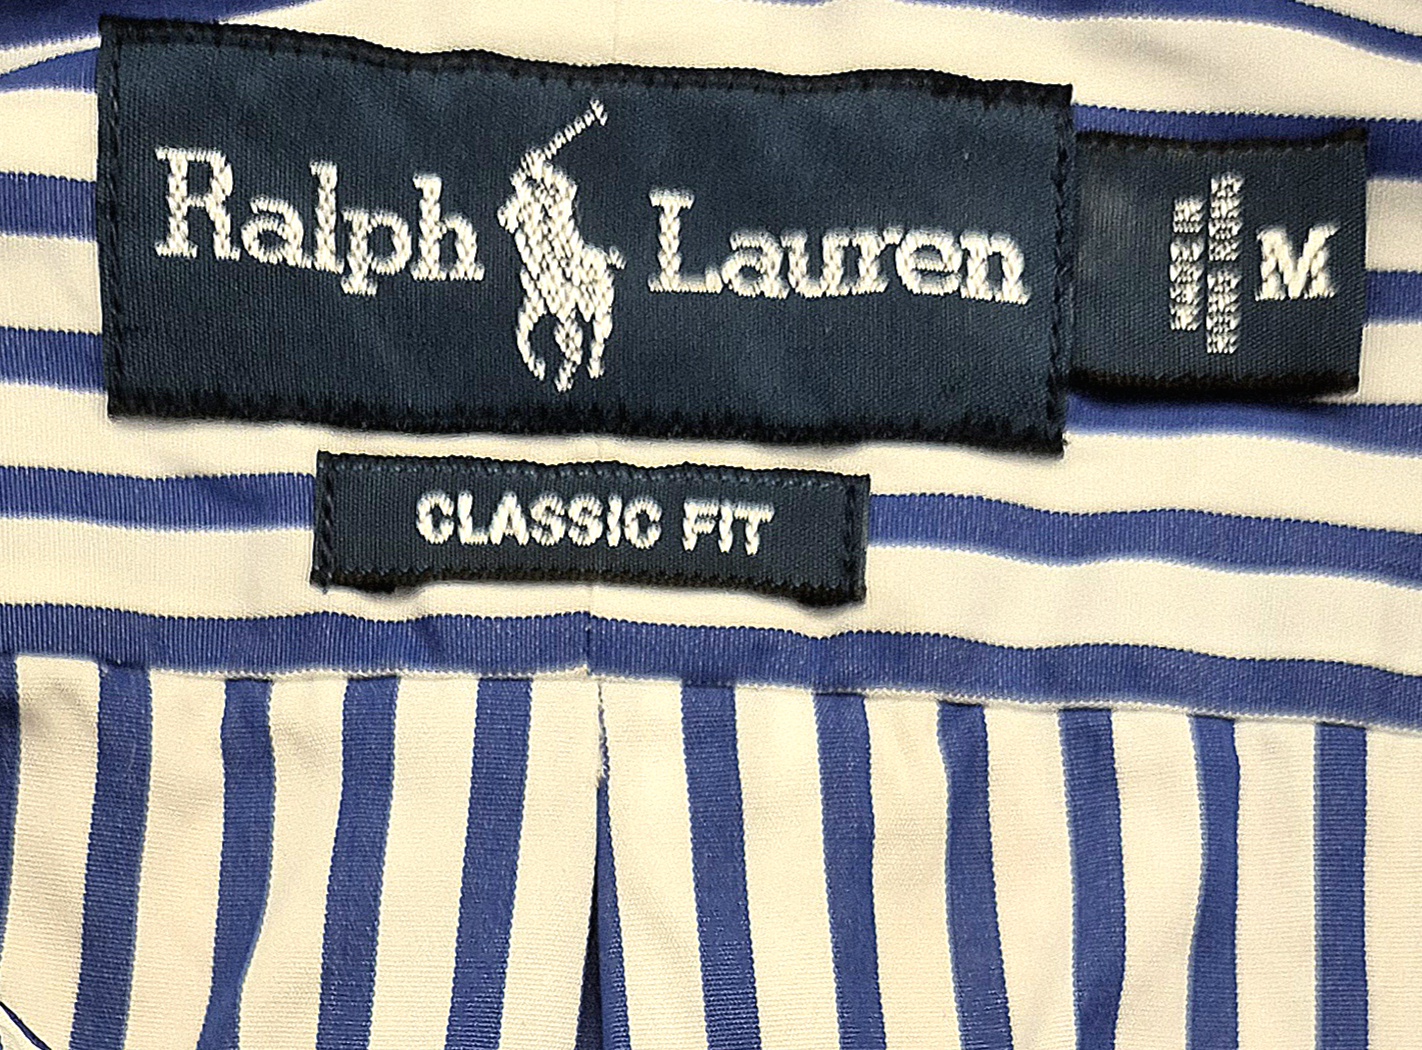 Ralph Lauren
M
CLASSIC FIT